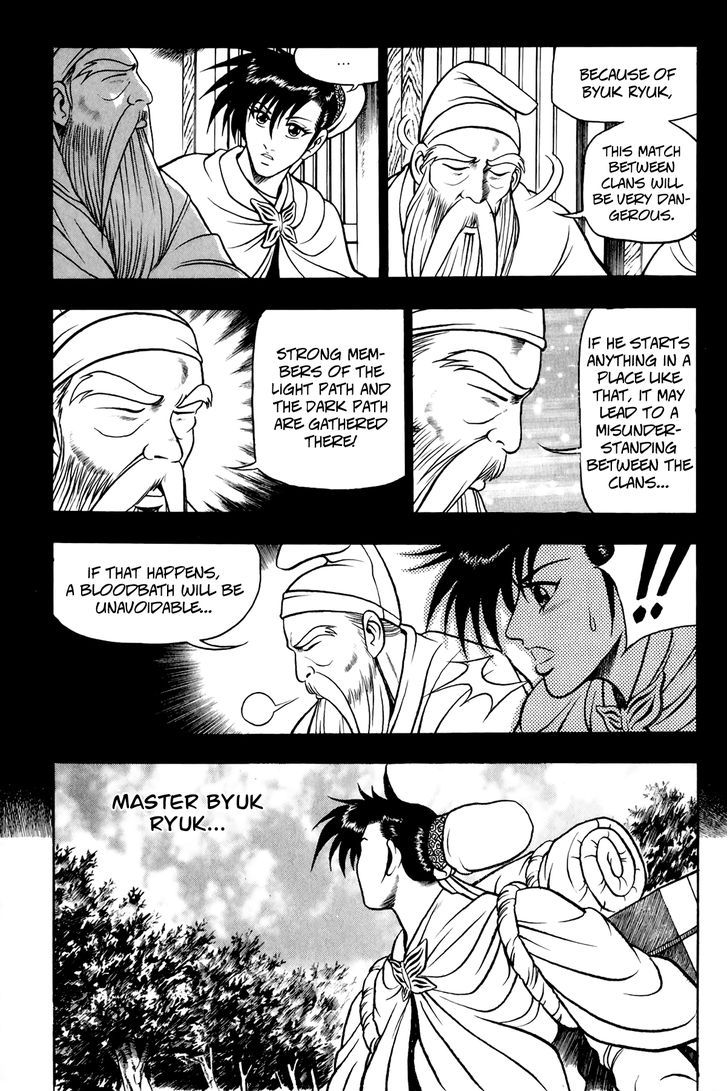 ...
BECAUSE OF
BYUK RYUK,
THIS MATCH
BETWEEN
CLANS WILL
BE VERY DAN-
GEROUS.
STRONG MEM-
BERS OF THE
LIGHT PATH AND
THE DARK PATH
ARE GATHERED
THERE!
IF HE STARTS
ANYTHING IN A
PLACE LIKE
THAT, IT MAY
LEAD TO A
MISUNDER-
STANDING
BETWEEN THE
CLANS...
IF THAT HAPPENS,
A BLOODBATH WILL BE
UNAVOIDABLE...
!!
MASTER BYUK
RYUK...